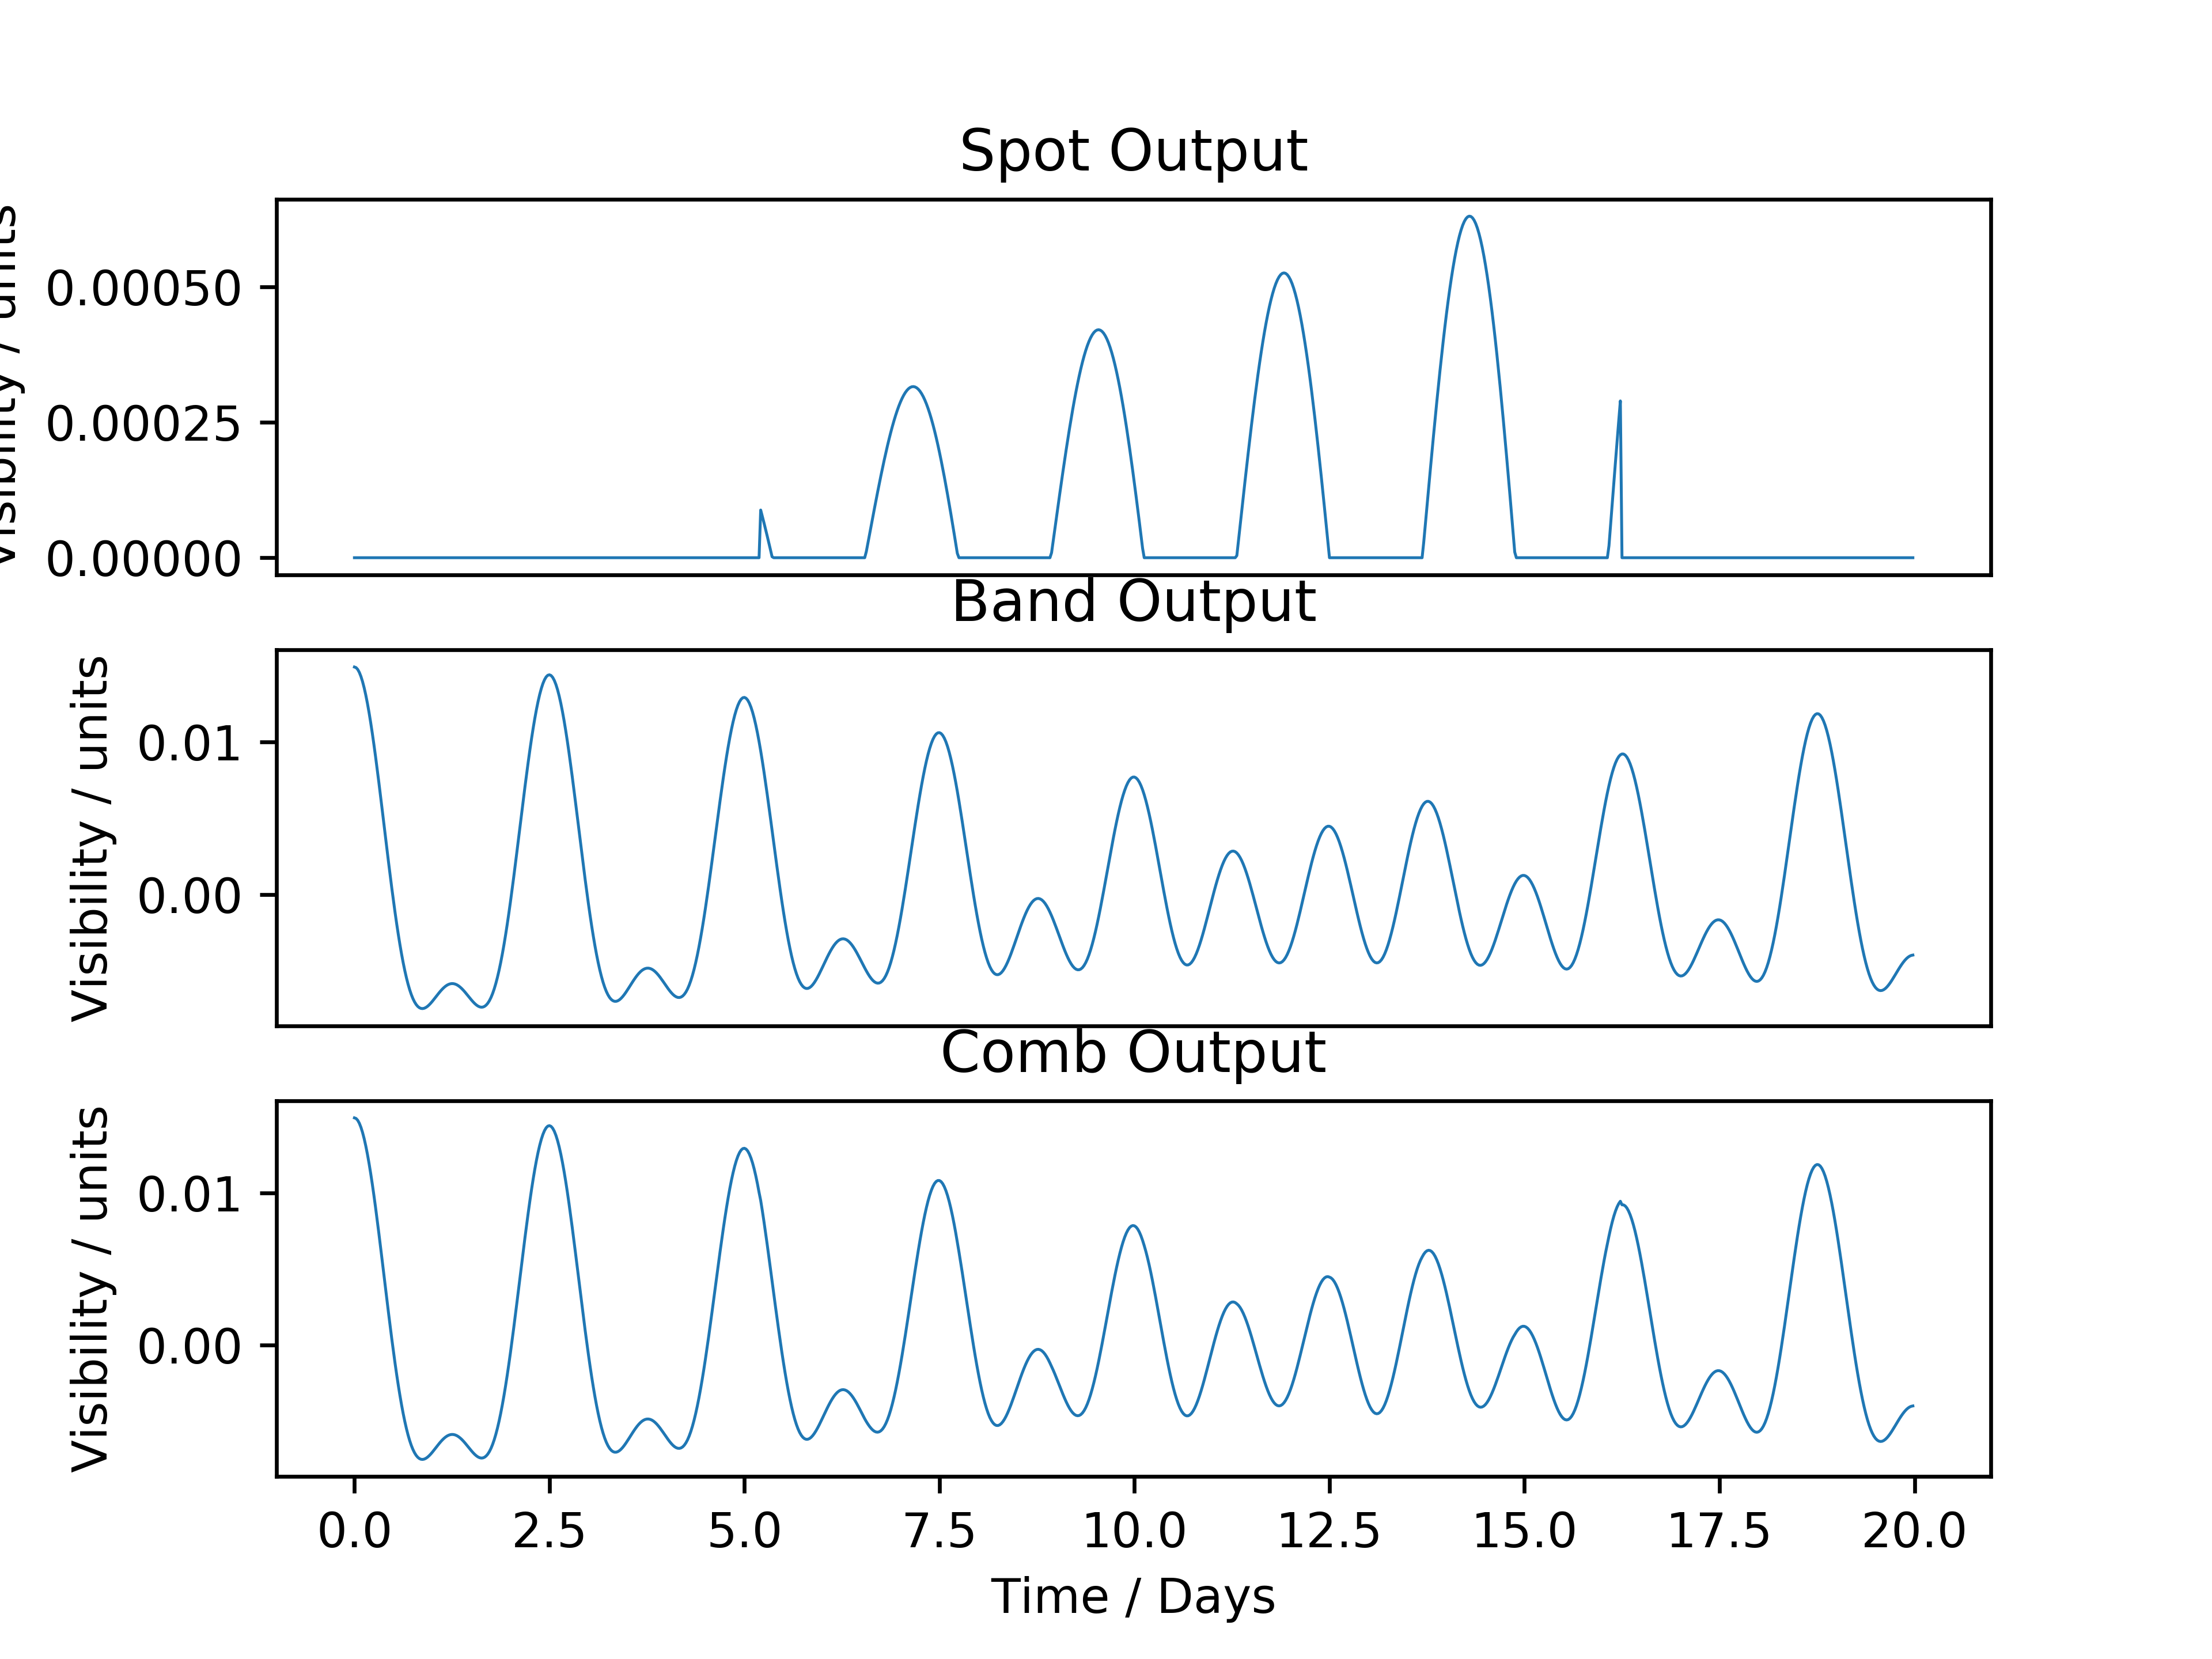 Spot Output
Visibility / units
0.00050
0.00025
0.00000
Band Output
Visibility / units
0.01
0.00
Comb Output
Visibility / units
0.01
0.00
0.0 2.5 5.0 7.5 10.0 12.5 15.0 17.5 20.0
Time / Days